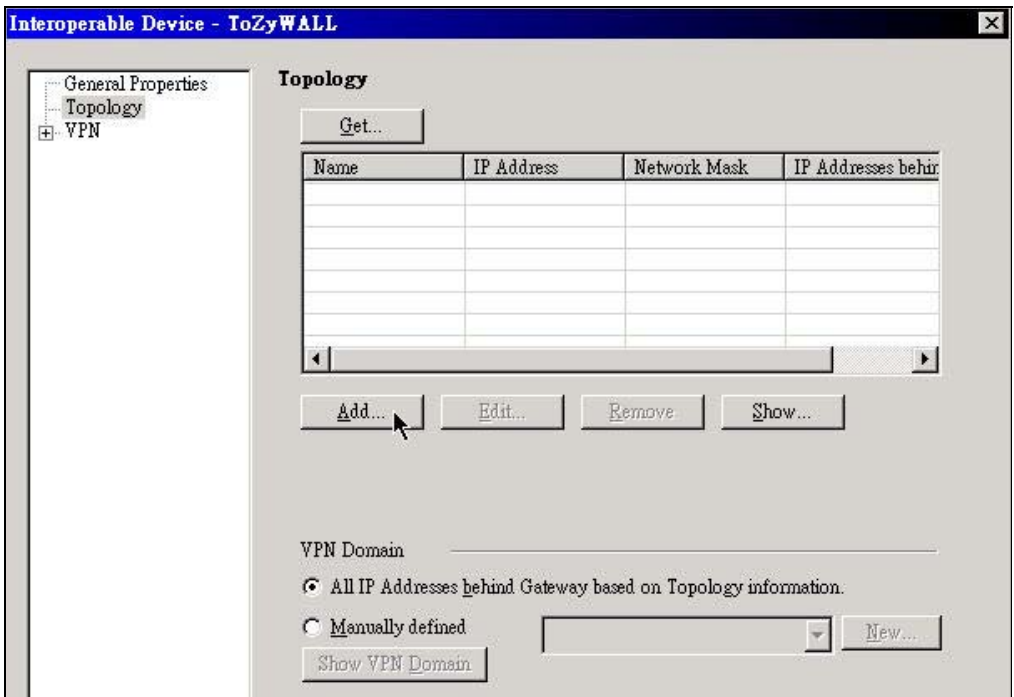 Interoperable Device - ToZyWALL
General Properties
Topology
VPN
Topology
Get...
Name IP Address Network Mask IP Addresses behin
Add... Edit... Remove Show...
VPN Domain
All IP Addresses behind Gateway based on Topology information.
Manually defined
New...
Show VPN Domain